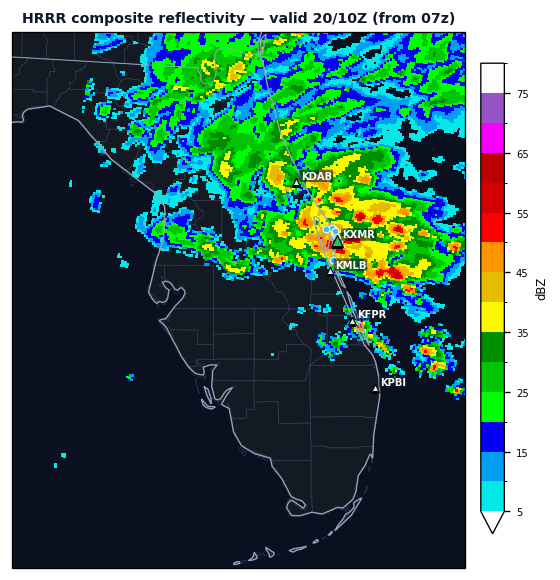 HRRR composite reflectivity — valid 20/10Z (from 07z)
KDAB
KXMR
KMLB
KFPR
KPBI
75
65
55
45
35
25
15
5
dBZ